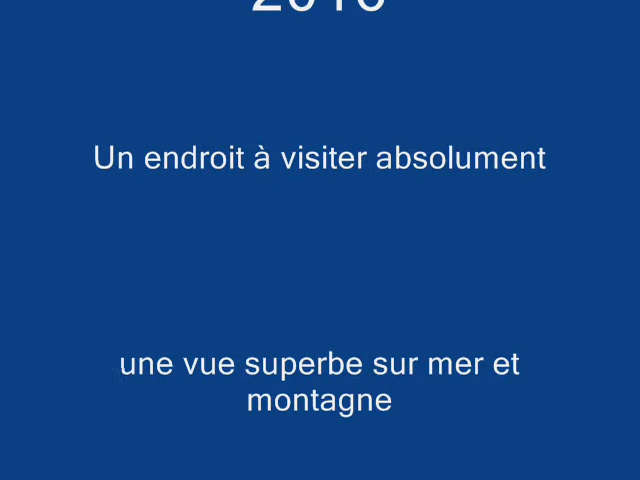 Un endroit à visiter absolument
une vue superbe sur mer et
montagne